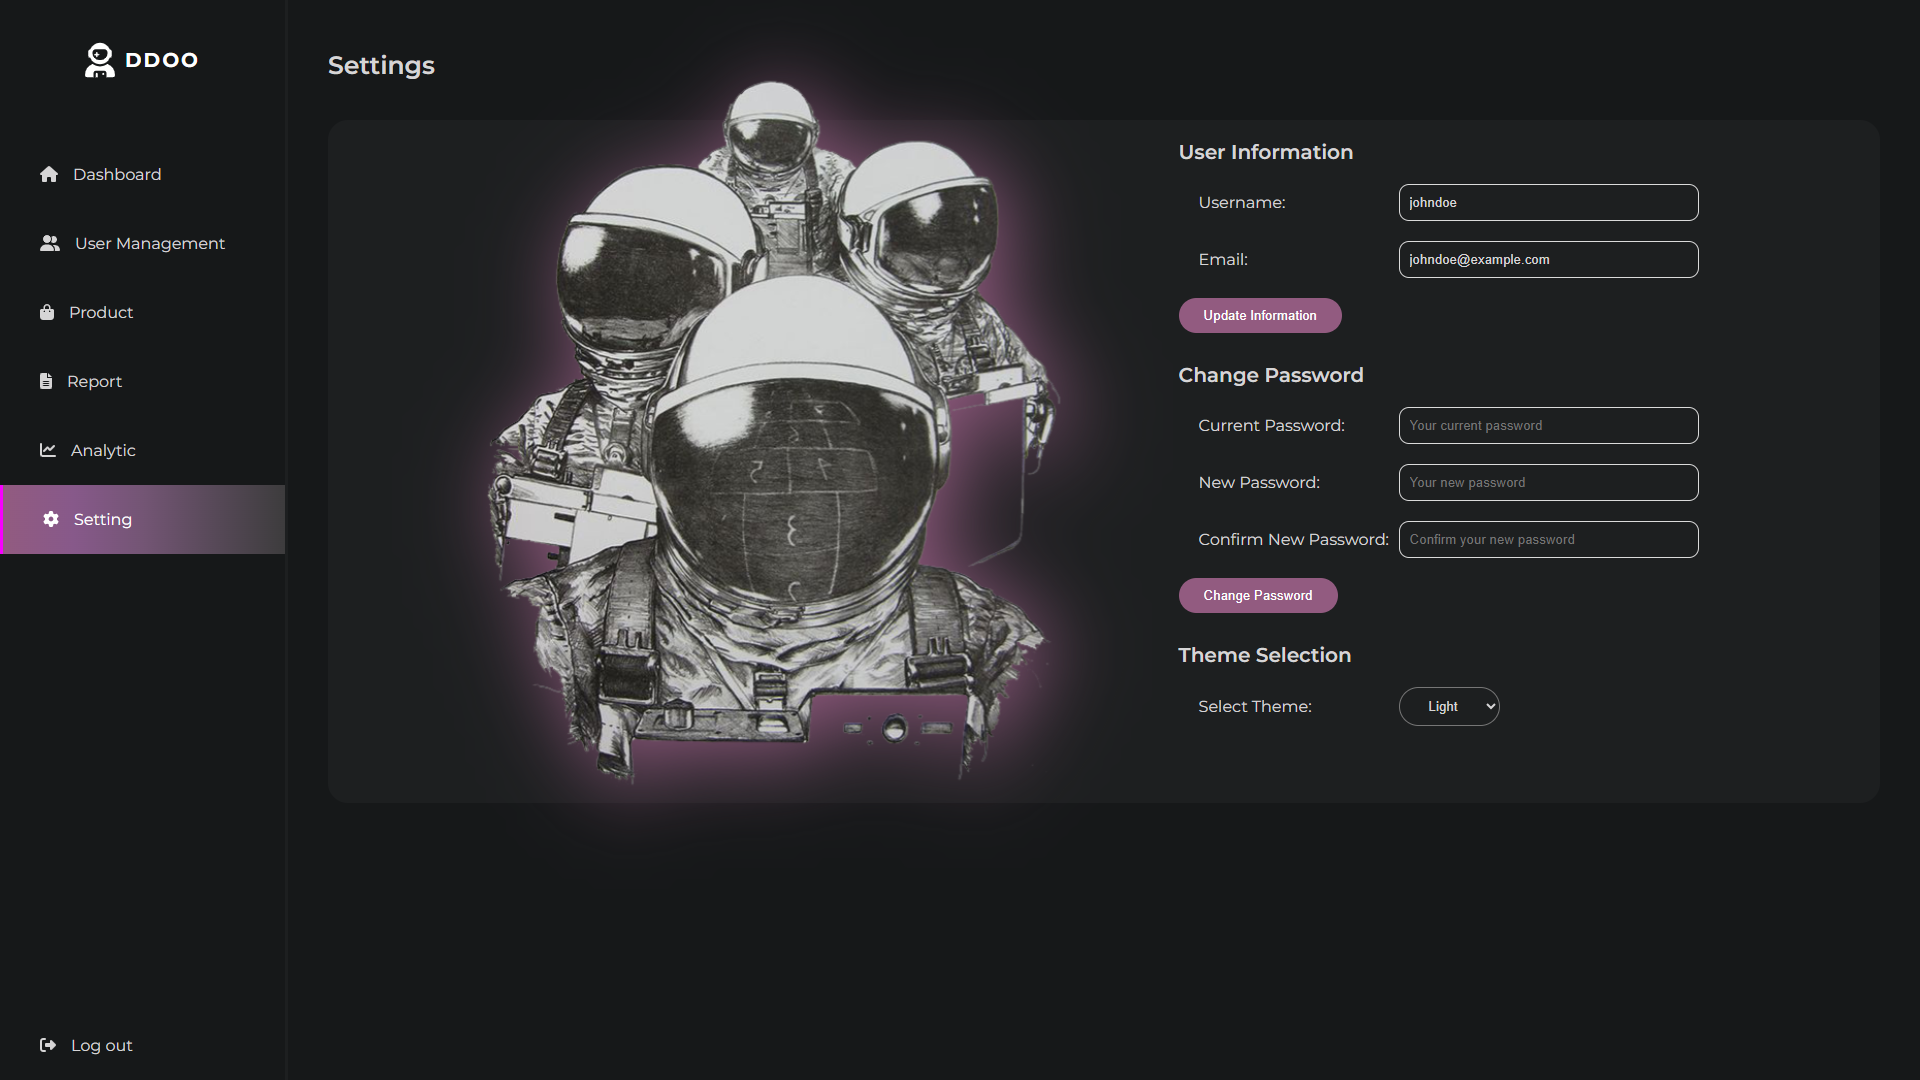 DDOO
Dashboard
User Management
Product
Report
Analytic
Setting
Log out
Settings
User Information
Username: johndoe
Email: johndoe@example.com
Update Information
Change Password
Current Password: Your current password
New Password: Your new password
Confirm New Password: Confirm your new password
Change Password
Theme Selection
Select Theme: Light